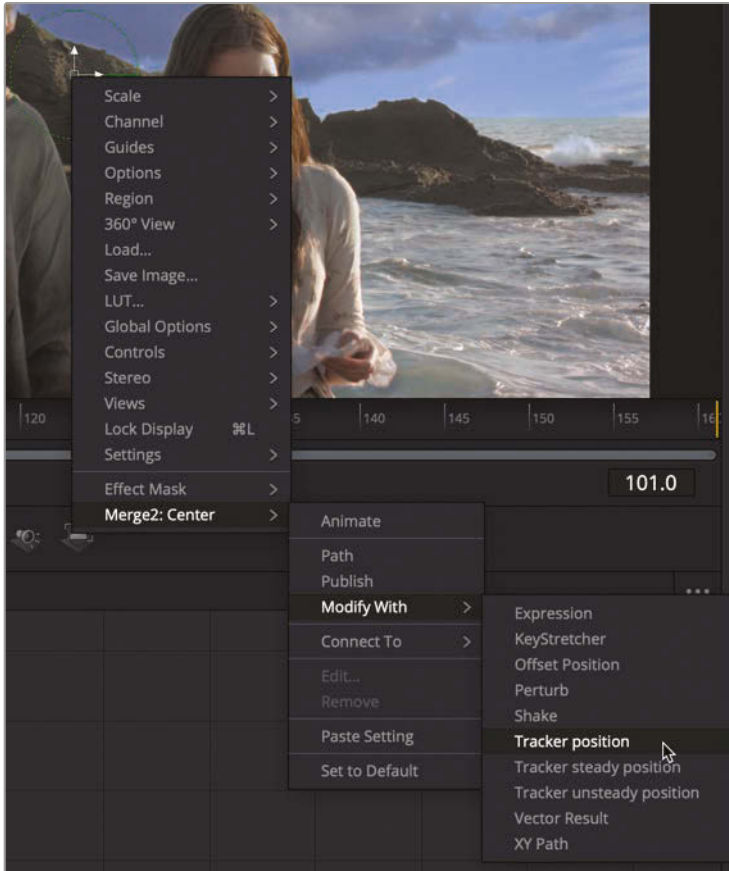 Scale >
Channel >
Guides >
Options >
Region >
360° View >
Load...
Save Image...
LUT... >
Global Options >
Controls >
Stereo >
Views >
Lock Display ⌘L
Settings >
Effect Mask >
Merge2: Center >
120
140
145
150
155
101.0
Animate
Path
Publish
Modify With >
Connect To >
Edit...
Remove
Paste Setting
Set to Default
Expression
KeyStretcher
Offset Position
Perturb
Shake
Tracker position
Tracker steady position
Tracker unsteady position
Vector Result
XY Path